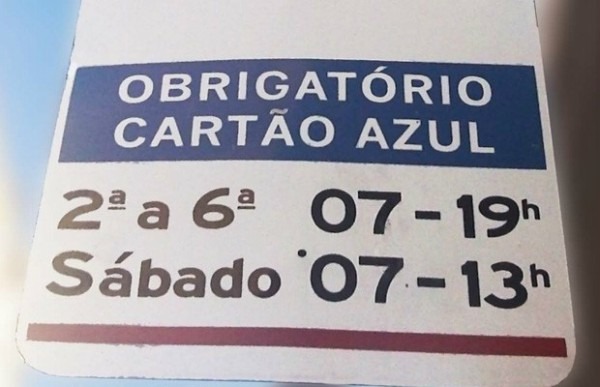 OBRIGATÓRIO
CARTÃO AZUL
2ª a 6ª 07-19h
Sábado 07-13h